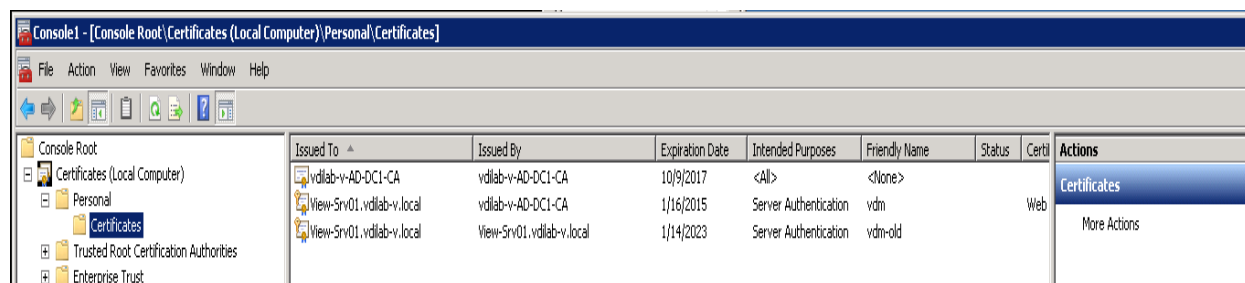 Console1 - [Console Root\Certificates (Local Computer)\Personal\Certificates]
File Action View Favorites Window Help
Console Root
Certificates (Local Computer)
Personal
Certificates
Trusted Root Certification Authorities
Enterprise Trust
Issued To Issued By Expiration Date Intended Purposes Friendly Name Status Certi
vdilab-v-AD-DC1-CA vdilab-v-AD-DC1-CA 10/9/2017 <All> <None>
View-Srv01.vdilab-v.local vdilab-v-AD-DC1-CA 1/16/2015 Server Authentication vdm Web
View-Srv01.vdilab-v.local View-Srv01.vdilab-v.local 1/14/2023 Server Authentication vdm-old
Actions
Certificates
More Actions